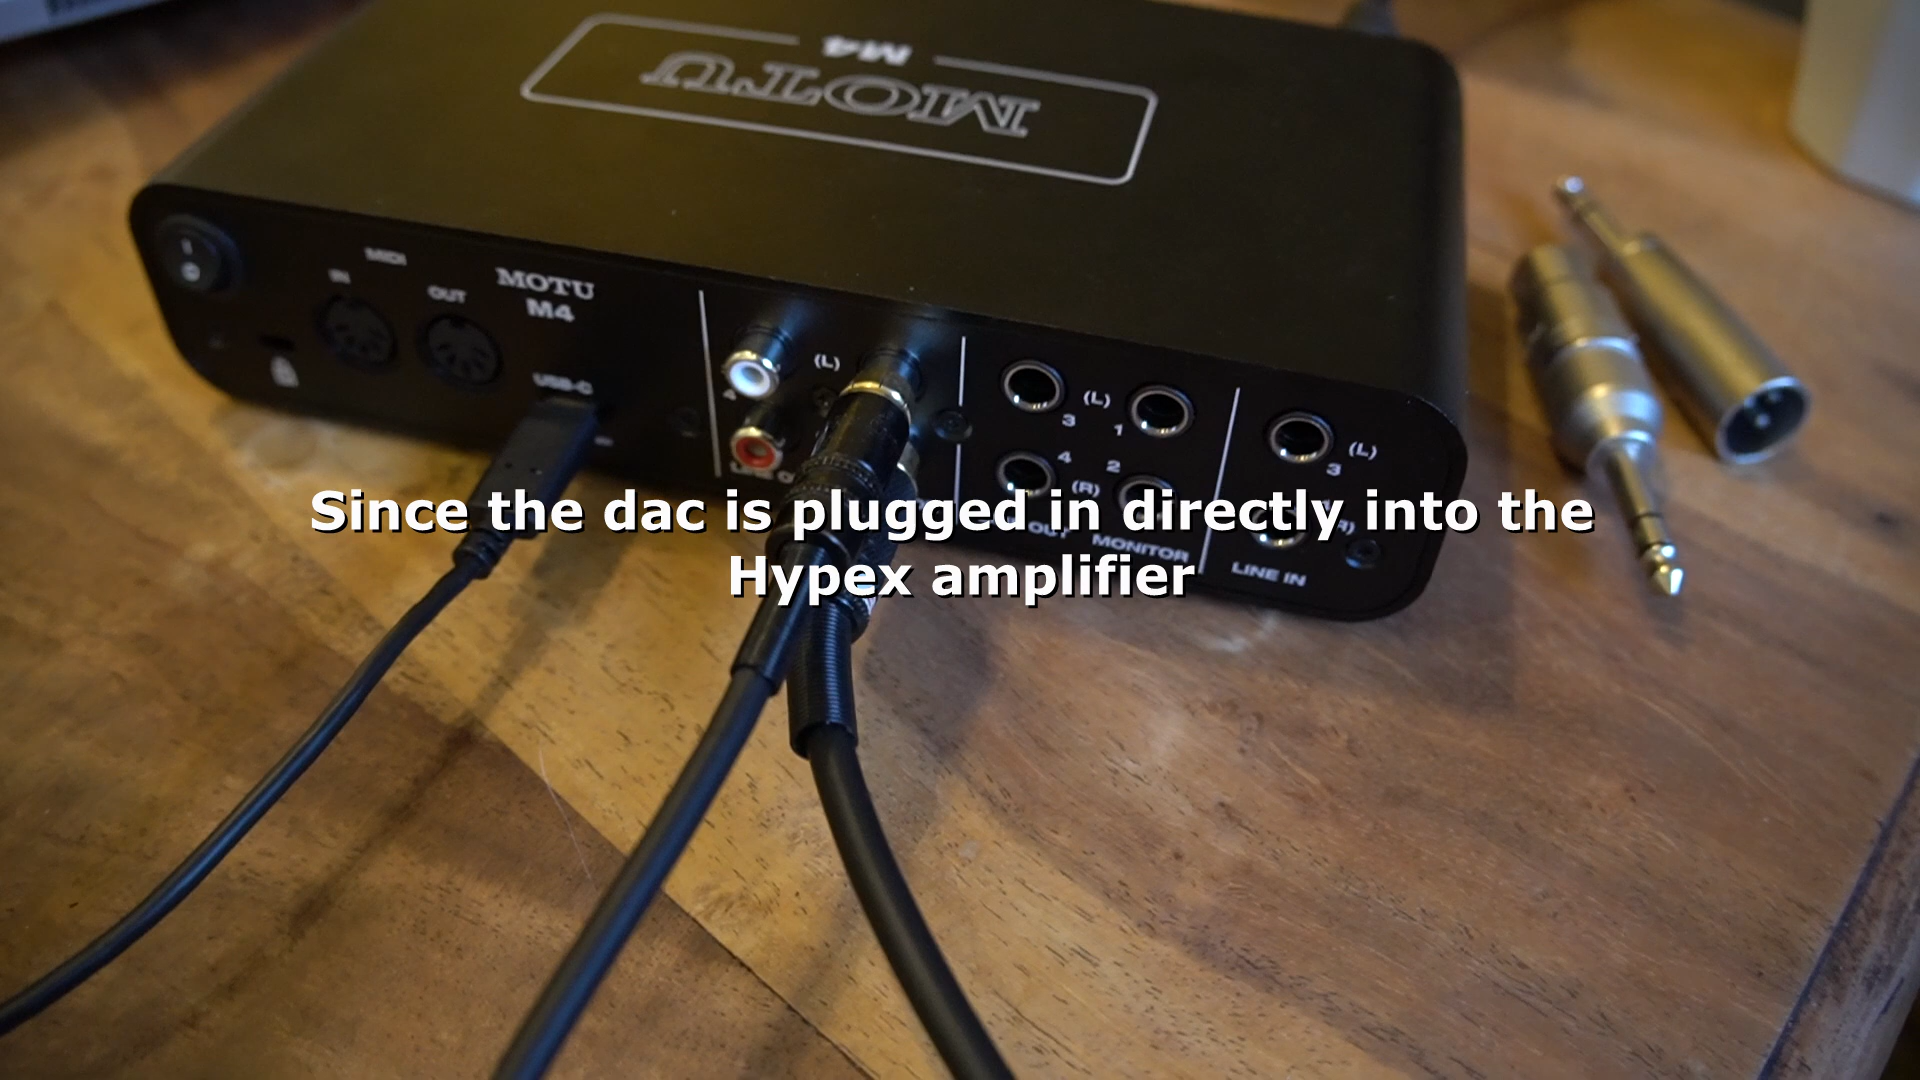 M4
MOTU
I
MIDI
IN
OUT
MOTU
M4
USB-C
(L)
4
(L)
3
1
4
2
(R)
MONITOR
(L)
3
LINE IN
Since the dac is plugged in directly into the
Hypex amplifier